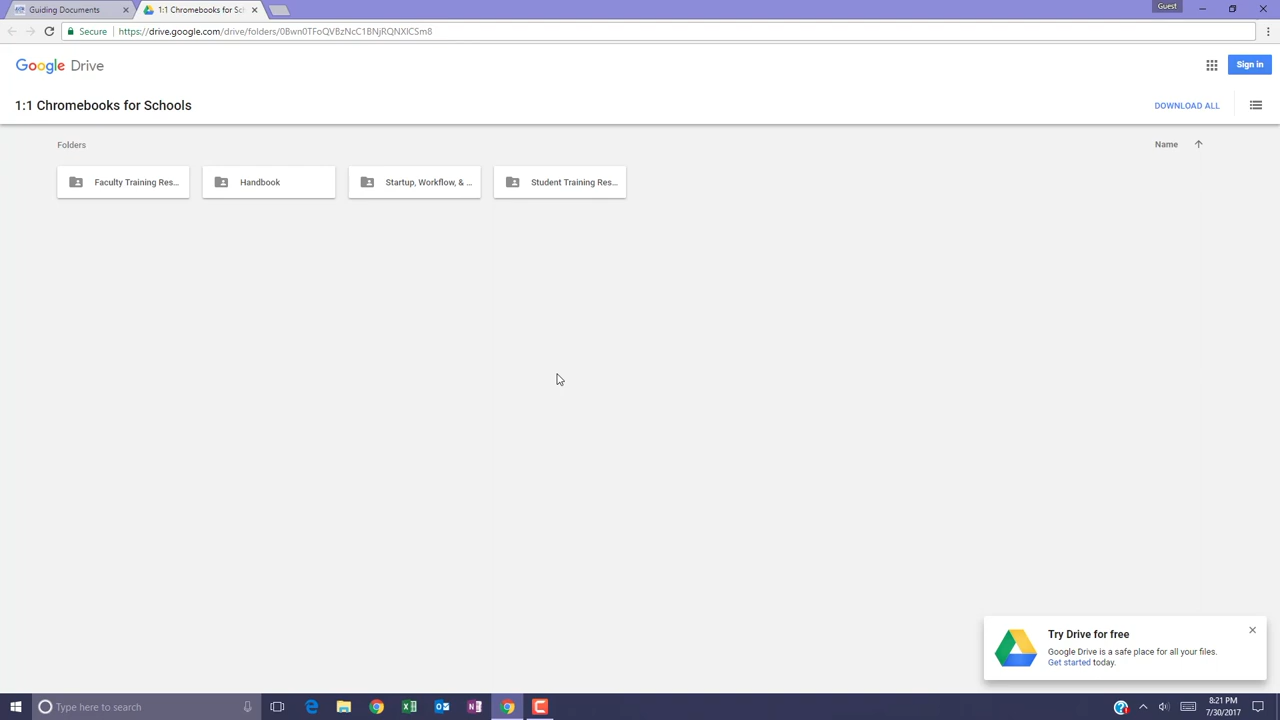 Guiding Documents
1:1 Chromebooks for Sch
Guest
Secure
https://drive.google.com/drive/folders/0Bwn0TFoQVBzNcC1BNjRQNXlCSm8
Google Drive
Sign in
1:1 Chromebooks for Schools
DOWNLOAD ALL
Folders
Name
Faculty Training Res...
Handbook
Startup, Workflow, & ...
Student Training Res...
Try Drive for free
Google Drive is a safe place for all your files.
Get started today.
Type here to search
8:21 PM
7/30/2017